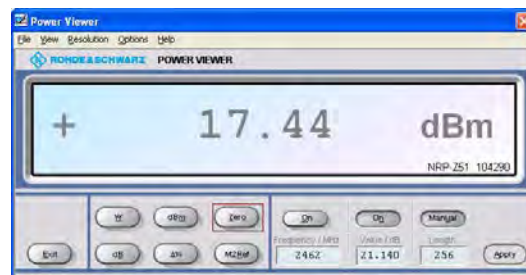 Power Viewer
File View Resolution Options Help
ROHDE&SCHWARZ POWER VIEWER
+ 17.44 dBm
NRP-Z51 104290
W dBm Zero On On Manual
Frequency / MHz Value / dB Length
Exit dB Δ% M2Ref 2462 21.140 256 Apply